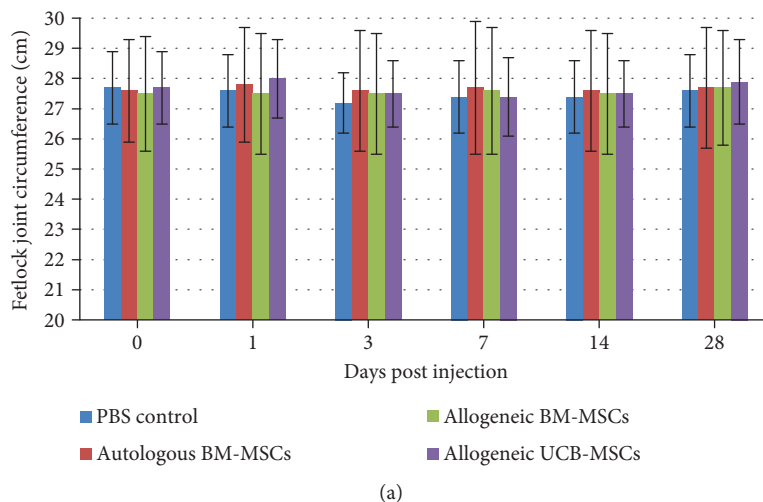 Fetlock joint circumference (cm)
30
29
28
27
26
25
24
23
22
21
20
0 1 3 7 14 28
Days post injection
PBS control Allogeneic BM-MSCs
Autologous BM-MSCs Allogeneic UCB-MSCs
(a)